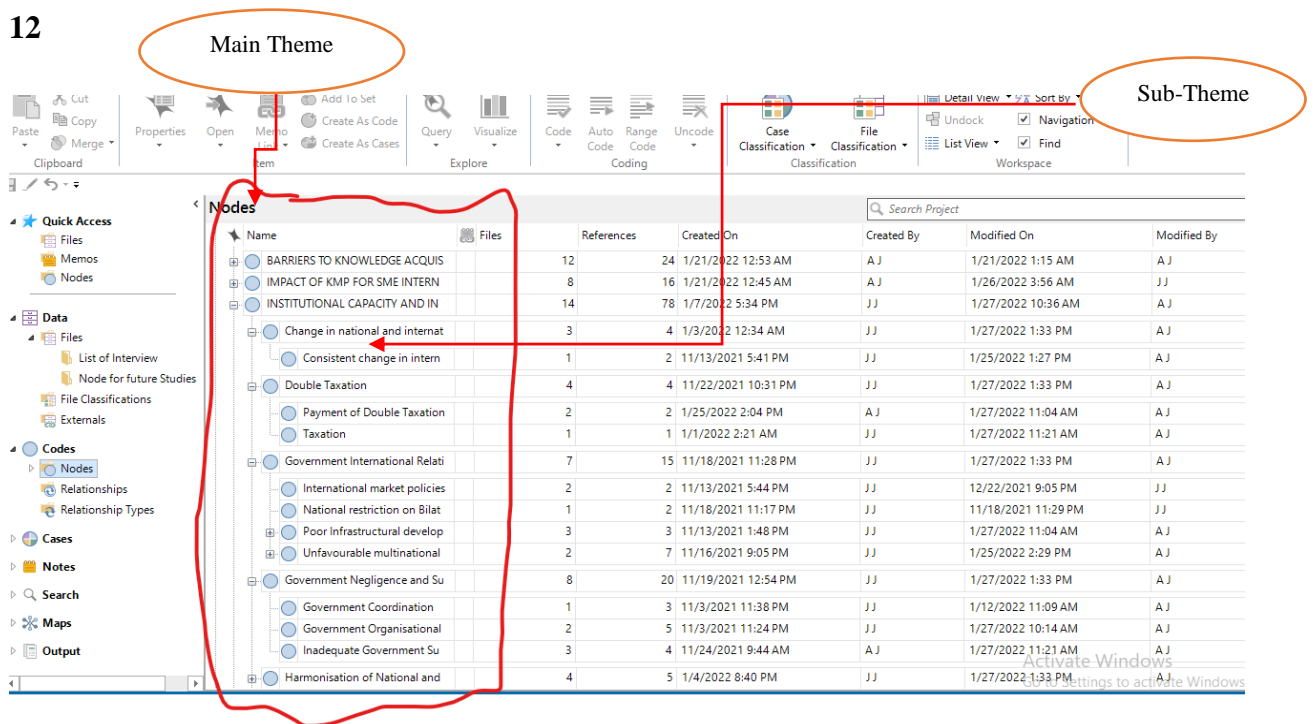 12
Main Theme
Sub-Theme
Cut
Copy
Merge
Paste
Clipboard
Properties
Open
Memo
Link
Add To Set
Create As Code
Create As Cases
Item
Query
Visualize
Explore
Code
Auto Code
Range Code
Uncode
Coding
Case Classification
File Classification
Classification
Detail View
Sort By
Undock
Navigation
List View
Find
Workspace
Quick Access
Files
Memos
Nodes
Data
Files
List of Interview
Node for future Studies
File Classifications
Externals
Codes
Nodes
Relationships
Relationship Types
Cases
Notes
Search
Maps
Output
Nodes
Search Project
Name Files References Created On Created By Modified On Modified By
BARRIERS TO KNOWLEDGE ACQUIS 12 24 1/21/2022 12:53 AM A J 1/21/2022 1:15 AM A J
IMPACT OF KMP FOR SME INTERN 8 16 1/21/2022 12:45 AM A J 1/26/2022 3:56 AM J J
INSTITUTIONAL CAPACITY AND IN 14 78 1/7/2022 5:34 PM J J 1/27/2022 10:36 AM A J
Change in national and internat 3 4 1/3/2022 12:34 AM J J 1/27/2022 1:33 PM A J
Consistent change in intern 1 2 11/13/2021 5:41 PM J J 1/25/2022 1:27 PM A J
Double Taxation 4 4 11/22/2021 10:31 PM J J 1/27/2022 1:33 PM A J
Payment of Double Taxation 2 2 1/25/2022 2:04 PM A J 1/27/2022 11:04 AM A J
Taxation 1 1 1/1/2022 2:21 AM J J 1/27/2022 11:21 AM A J
Government International Relati 7 15 11/18/2021 11:28 PM J J 1/27/2022 1:33 PM A J
International market policies 2 2 11/13/2021 5:44 PM J J 12/22/2021 9:05 PM J J
National restriction on Bilat 1 2 11/18/2021 11:17 PM J J 11/18/2021 11:29 PM J J
Poor Infrastructural develop 3 3 11/13/2021 1:48 PM J J 1/27/2022 11:04 AM A J
Unfavourable multinational 2 7 11/16/2021 9:05 PM J J 1/25/2022 2:29 PM A J
Government Negligence and Su 8 20 11/19/2021 12:54 PM J J 1/27/2022 1:33 PM A J
Government Coordination 1 3 11/3/2021 11:38 PM J J 1/12/2022 11:09 AM A J
Government Organisational 2 5 11/3/2021 11:24 PM J J 1/27/2022 10:14 AM A J
Inadequate Government Su 3 4 11/24/2021 9:44 AM A J 1/27/2022 11:21 AM A J
Harmonisation of National and 4 5 1/4/2022 8:40 PM J J 1/27/2022 1:33 PM A J
Activate Windows
Go to Settings to activate Windows